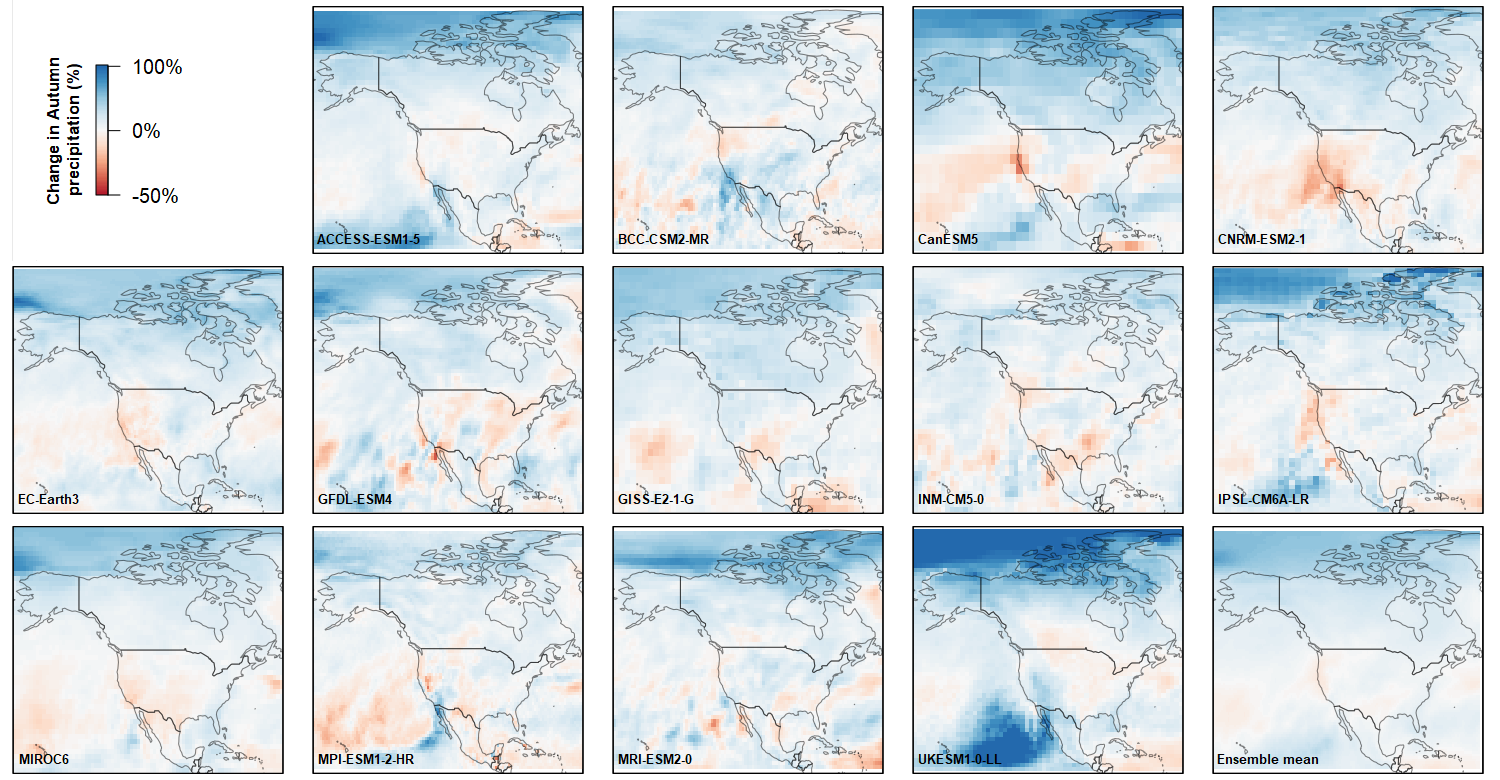 Change in Autumn
precipitation (%)
100%
0%
-50%
ACCESS-ESM1-5
BCC-CSM2-MR
CanESM5
CNRM-ESM2-1
EC-Earth3
GFDL-ESM4
GISS-E2-1-G
INM-CM5-0
IPSL-CM6A-LR
MIROC6
MPI-ESM1-2-HR
MRI-ESM2-0
UKESM1-0-LL
Ensemble mean